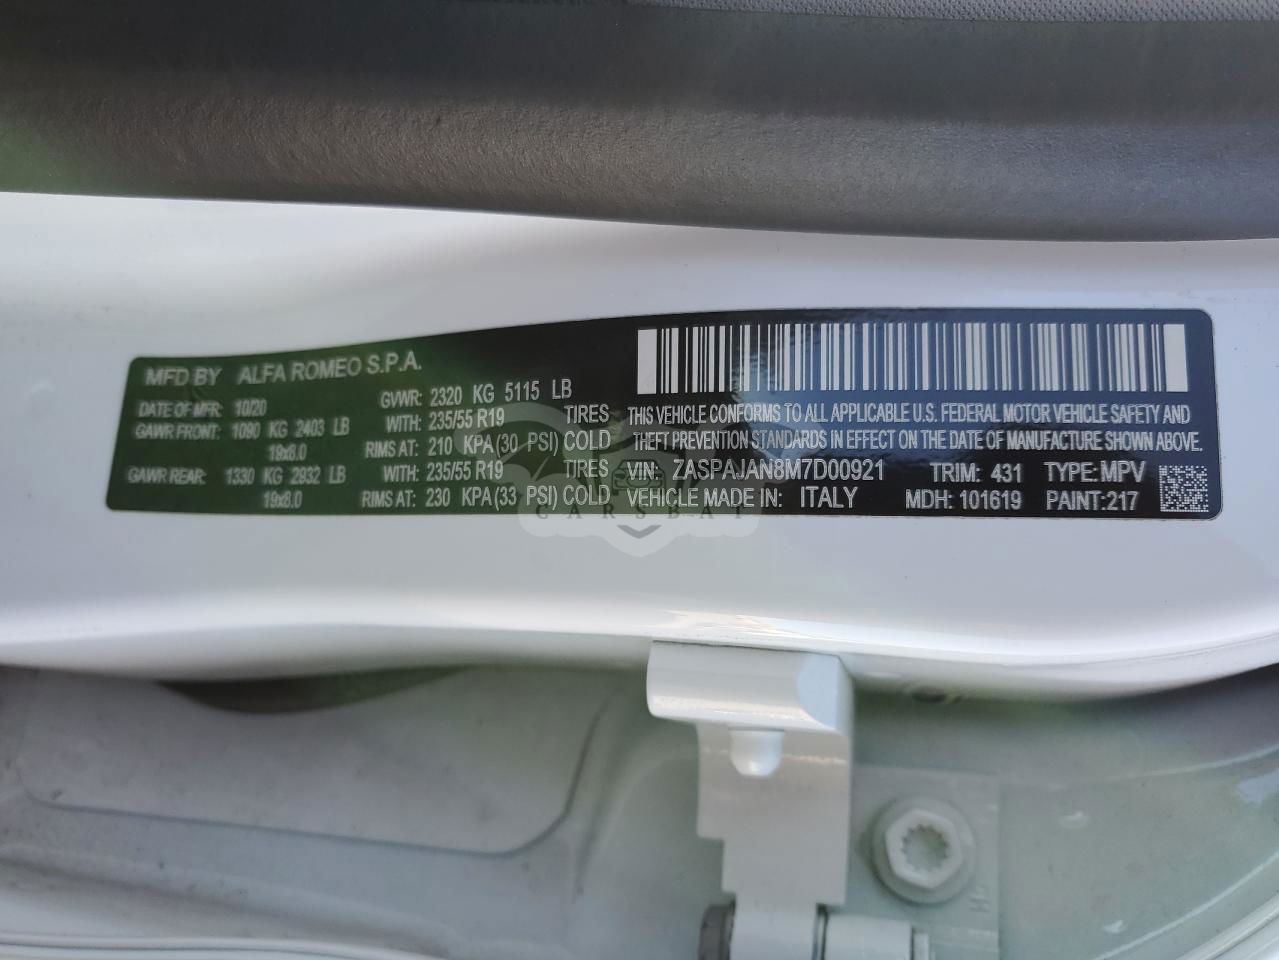 MFD BY ALFA ROMEO S.P.A.
DATE OF MFR: 10/20 GVWR: 2320 KG 5115 LB
GAWR FRONT: 1090 KG 2403 LB WITH: 235/55 R19 TIRES
19x8.0 RIMS AT: 210 KPA (30 PSI) COLD
GAWR REAR: 1330 KG 2932 LB WITH: 235/55 R19 TIRES
19x8.0 RIMS AT: 230 KPA (33 PSI) COLD
THIS VEHICLE CONFORMS TO ALL APPLICABLE U.S. FEDERAL MOTOR VEHICLE SAFETY AND
THEFT PREVENTION STANDARDS IN EFFECT ON THE DATE OF MANUFACTURE SHOWN ABOVE.
VIN: ZASPAJAN8M7D00921 TRIM: 431 TYPE: MPV
VEHICLE MADE IN: ITALY MDH: 101619 PAINT:217
CARSBAT